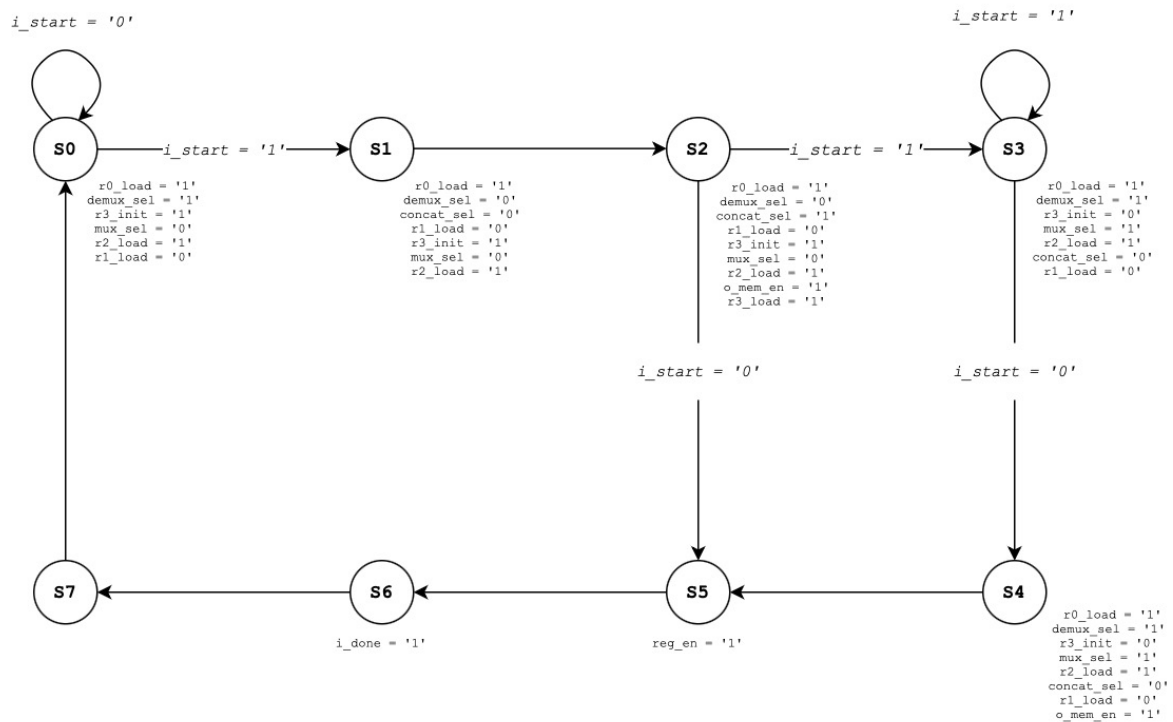 i_start = '0'
i_start = '1'
S0
i_start = '1'
S1
S2
i_start = '1'
S3
r0_load = '1'
demux_sel = '1'
r3_init = '1'
mux_sel = '0'
r2_load = '1'
r1_load = '0'
r0_load = '1'
demux_sel = '0'
concat_sel = '0'
r1_load = '0'
r3_init = '1'
mux_sel = '0'
r2_load = '1'
r0_load = '1'
demux_sel = '0'
concat_sel = '1'
r1_load = '0'
r3_init = '1'
mux_sel = '0'
r2_load = '1'
o_mem_en = '1'
r3_load = '1'
r0_load = '1'
demux_sel = '1'
r3_init = '0'
mux_sel = '1'
r2_load = '1'
concat_sel = '0'
r1_load = '0'
i_start = '0'
i_start = '0'
S7
S6
S5
S4
i_done = '1'
reg_en = '1'
r0_load = '1'
demux_sel = '1'
r3_init = '0'
mux_sel = '1'
r2_load = '1'
concat_sel = '0'
r1_load = '0'
o_mem_en = '1'